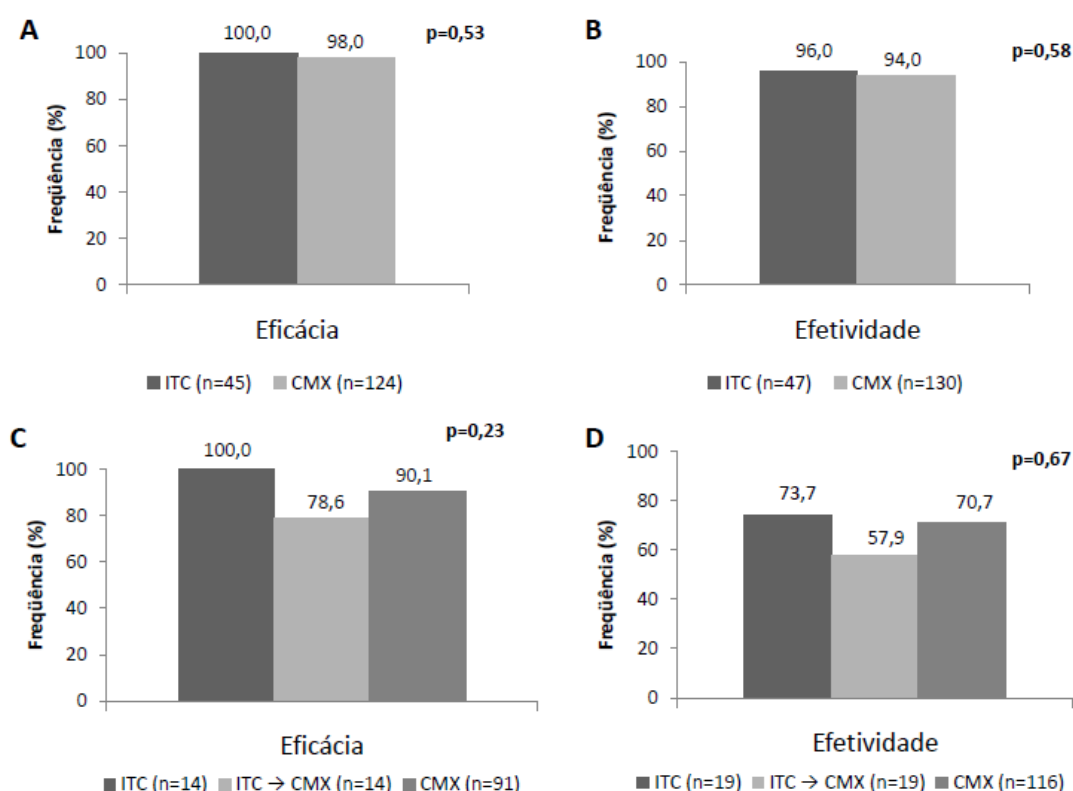 A
p=0,53
100,0
98,0
Freqüência (%)
100
80
60
40
20
0
Eficácia
ITC (n=45) CMX (n=124)
B
p=0,58
96,0
94,0
Freqüência (%)
100
80
60
40
20
0
Efetividade
ITC (n=47) CMX (n=130)
C
p=0,23
100,0
78,6
90,1
Freqüência (%)
100
80
60
40
20
0
Eficácia
ITC (n=14) ITC → CMX (n=14) CMX (n=91)
D
p=0,67
73,7
57,9
70,7
Freqüência (%)
100
80
60
40
20
0
Efetividade
ITC (n=19) ITC → CMX (n=19) CMX (n=116)